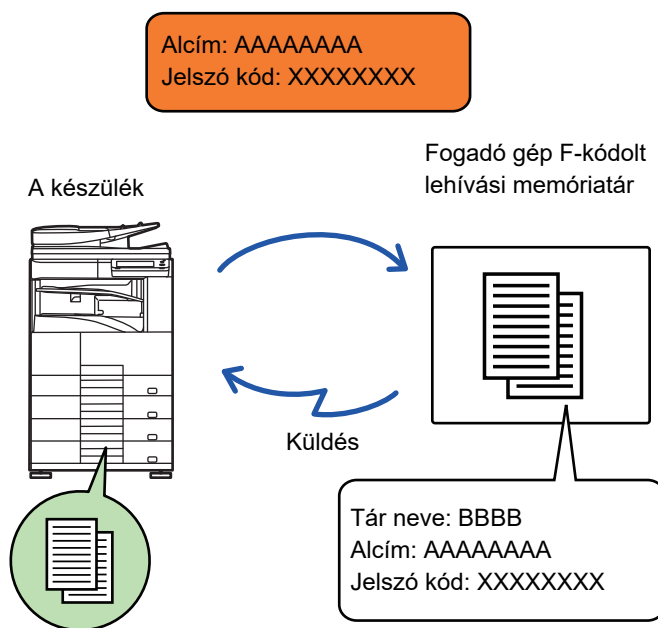 Alcím: AAAAAAAA
Jelszó kód: XXXXXXXX
Fogadó gép F-kódolt
lehívási memóriatár
A készülék
Küldés
Tár neve: BBBB
Alcím: AAAAAAAA
Jelszó kód: XXXXXXXX